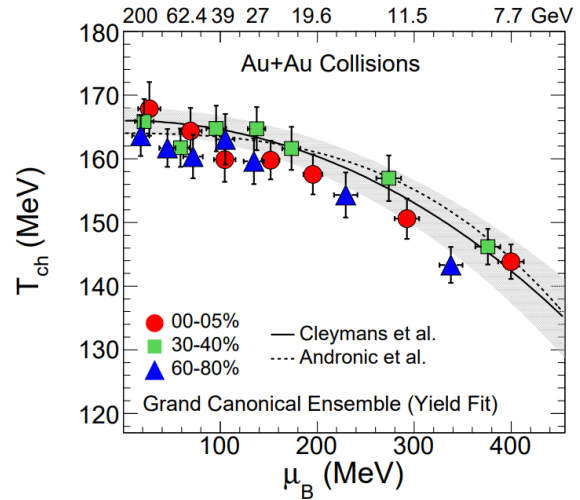 200 62.4 39 27 19.6 11.5 7.7 GeV
180
Au+Au Collisions
170
160
150
140
130
120
T_ch (MeV)
00-05%
30-40%
60-80%
Cleymans et al.
Andronic et al.
Grand Canonical Ensemble (Yield Fit)
100 200 300 400
μ_B (MeV)